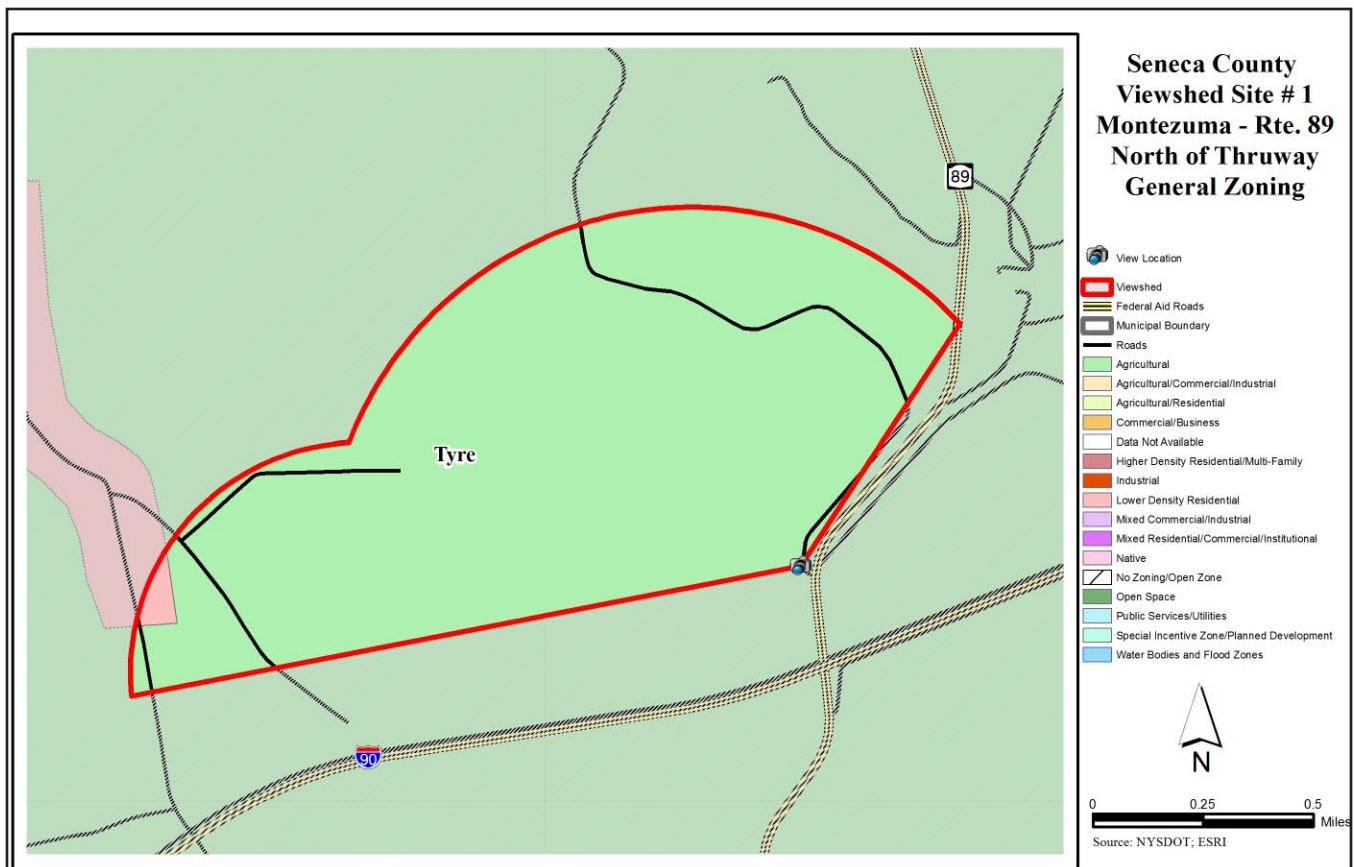 Seneca County
Viewshed Site # 1
Montezuma - Rte. 89
North of Thruway
General Zoning
89
Tyre
90
View Location
Viewshed
Federal Aid Roads
Municipal Boundary
Roads
Agricultural
Agricultural/Commercial/Industrial
Agricultural/Residential
Commercial/Business
Data Not Available
Higher Density Residential/Multi-Family
Industrial
Lower Density Residential
Mixed Commercial/Industrial
Mixed Residential/Commercial/Institutional
Native
No Zoning/Open Zone
Open Space
Public Services/Utilities
Special Incentive Zone/Planned Development
Water Bodies and Flood Zones
N
0 0.25 0.5
Miles
Source: NYSDOT; ESRI